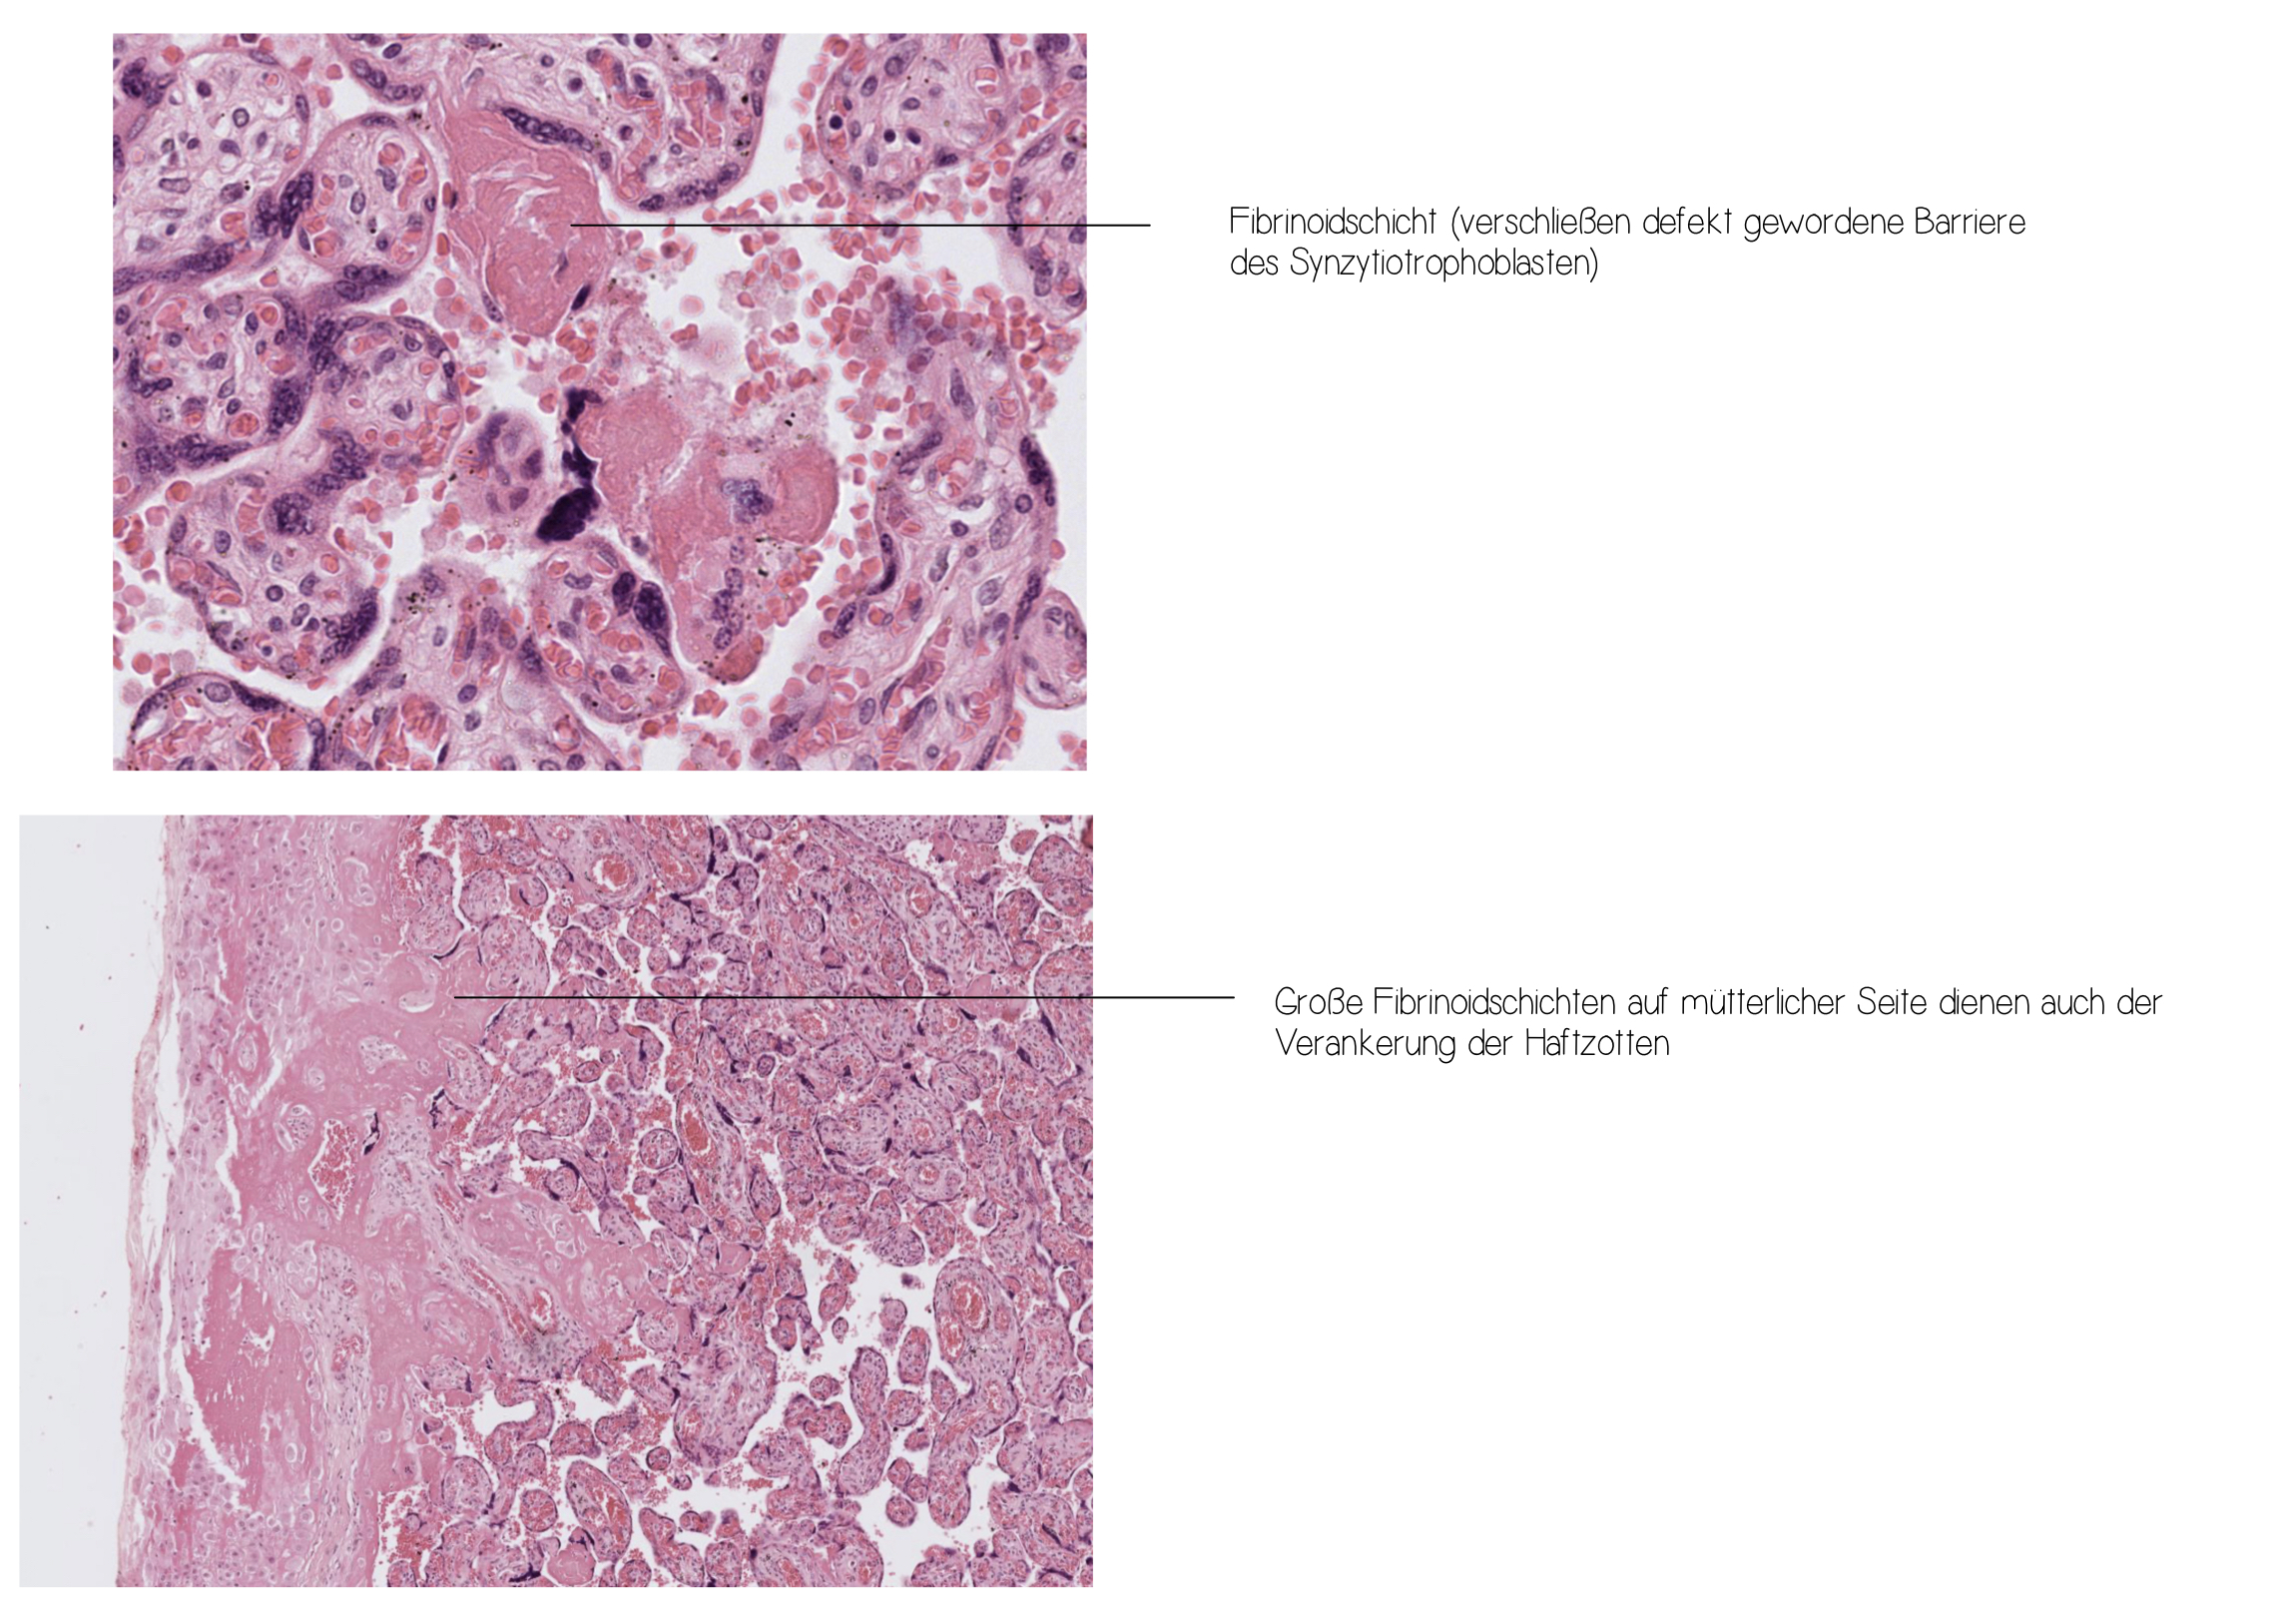 Fibrinoidschicht (verschließen defekt gewordene Barriere
des Synzytiotrophoblasten)
Große Fibrinoidschichten auf mütterlicher Seite dienen auch der
Verankerung der Haftzotten